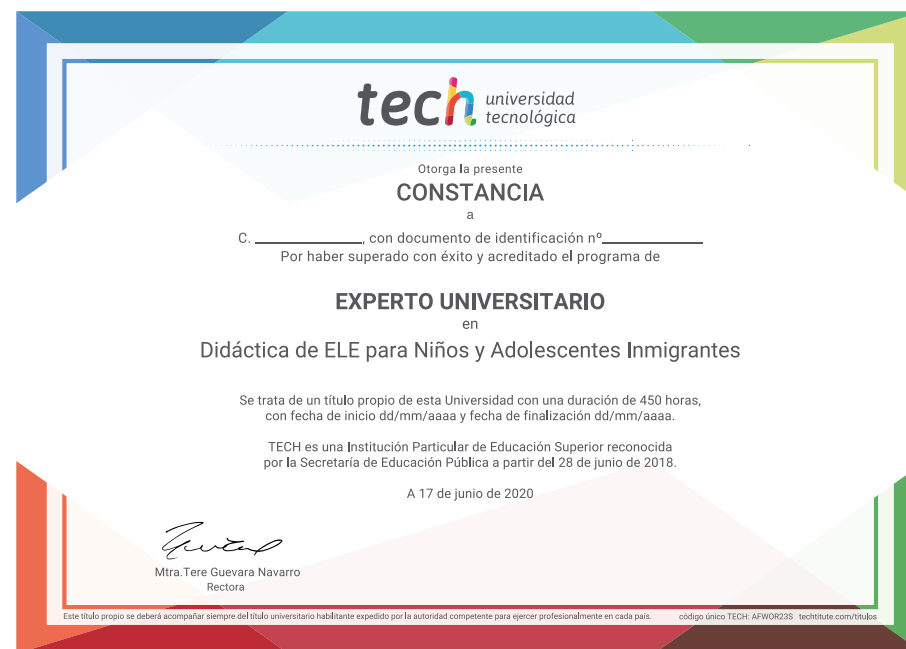 tech universidad
tecnológica
Otorga la presente
CONSTANCIA
a
C. ____________, con documento de identificación nº____________
Por haber superado con éxito y acreditado el programa de
EXPERTO UNIVERSITARIO
en
Didáctica de ELE para Niños y Adolescentes Inmigrantes
Se trata de un título propio de esta Universidad con una duración de 450 horas,
con fecha de inicio dd/mm/aaaa y fecha de finalización dd/mm/aaaa.
TECH es una Institución Particular de Educación Superior reconocida
por la Secretaría de Educación Pública a partir del 28 de junio de 2018.
A 17 de junio de 2020
Mtra.Tere Guevara Navarro
Rectora
Este título propio se deberá acompañar siempre del título universitario habilitante expedido por la autoridad competente para ejercer profesionalmente en cada país. código único TECH: AFWOR23S techtitute.com/titulos